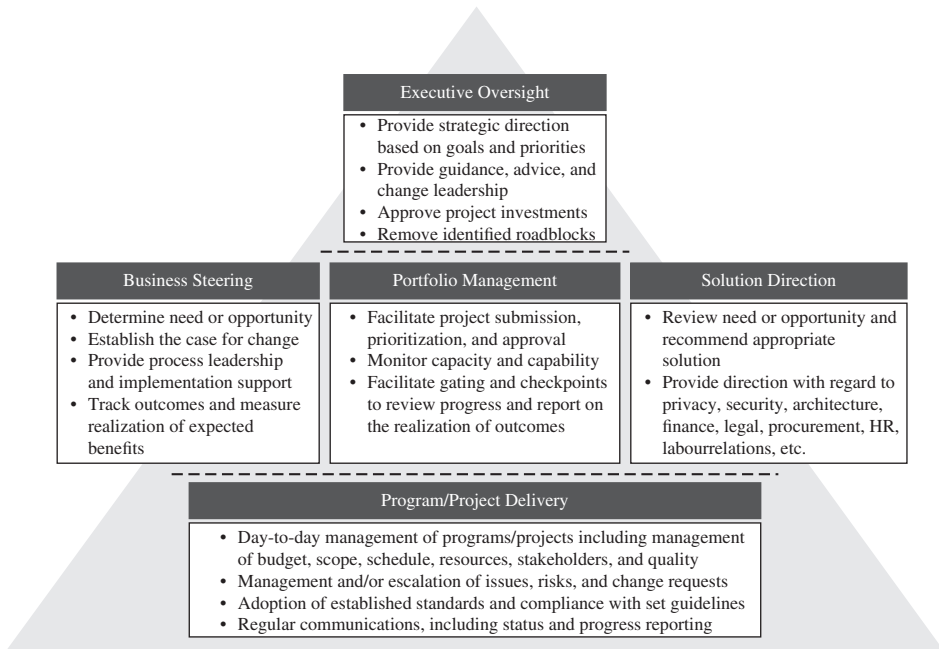 Executive Oversight
• Provide strategic direction
based on goals and priorities
• Provide guidance, advice, and
change leadership
• Approve project investments
• Remove identified roadblocks
Business Steering
• Determine need or opportunity
• Establish the case for change
• Provide process leadership
and implementation support
• Track outcomes and measure
realization of expected
benefits
Portfolio Management
• Facilitate project submission,
prioritization, and approval
• Monitor capacity and capability
• Facilitate gating and checkpoints
to review progress and report on
the realization of outcomes
Solution Direction
• Review need or opportunity and
recommend appropriate
solution
• Provide direction with regard to
privacy, security, architecture,
finance, legal, procurement, HR,
labourrelations, etc.
Program/Project Delivery
• Day-to-day management of programs/projects including management
of budget, scope, schedule, resources, stakeholders, and quality
• Management and/or escalation of issues, risks, and change requests
• Adoption of established standards and compliance with set guidelines
• Regular communications, including status and progress reporting